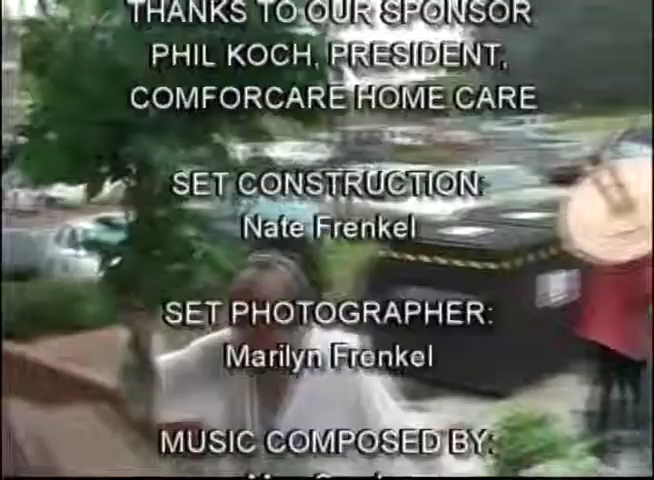 THANKS TO OUR SPONSOR
PHIL KOCH, PRESIDENT,
COMFORCARE HOME CARE
SET CONSTRUCTION:
Nate Frenkel
SET PHOTOGRAPHER:
Marilyn Frenkel
MUSIC COMPOSED BY: